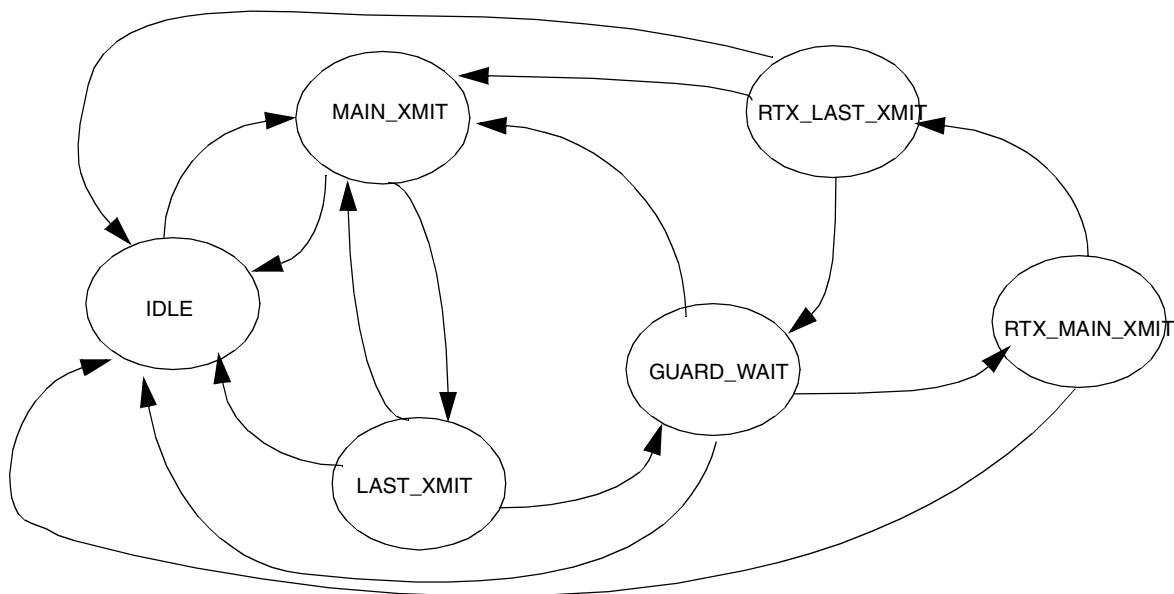 MAIN_XMIT
RTX_LAST_XMIT
IDLE
RTX_MAIN_XMIT
GUARD_WAIT
LAST_XMIT